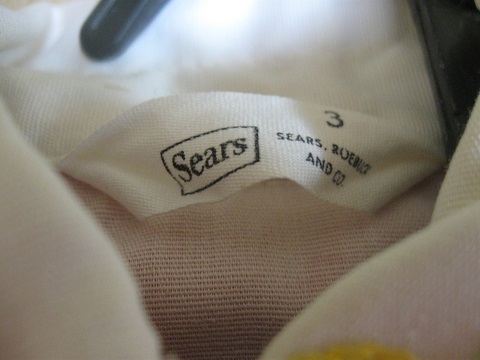 Sears
3
SEARS, ROEBUCK
AND CO.